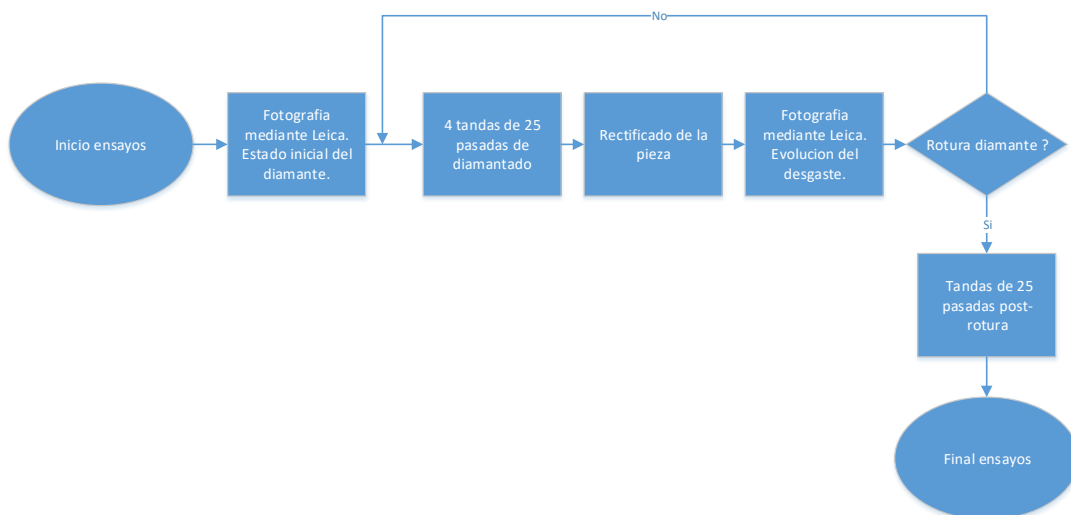 No
Inicio ensayos
Fotografia
mediante Leica.
Estado inicial del
diamante.
4 tandas de 25
pasadas de
diamantado
Rectificado de la
pieza
Fotografia
mediante Leica.
Evolucion del
desgaste.
Rotura diamante ?
Si
Tandas de 25
pasadas post-
rotura
Final ensayos